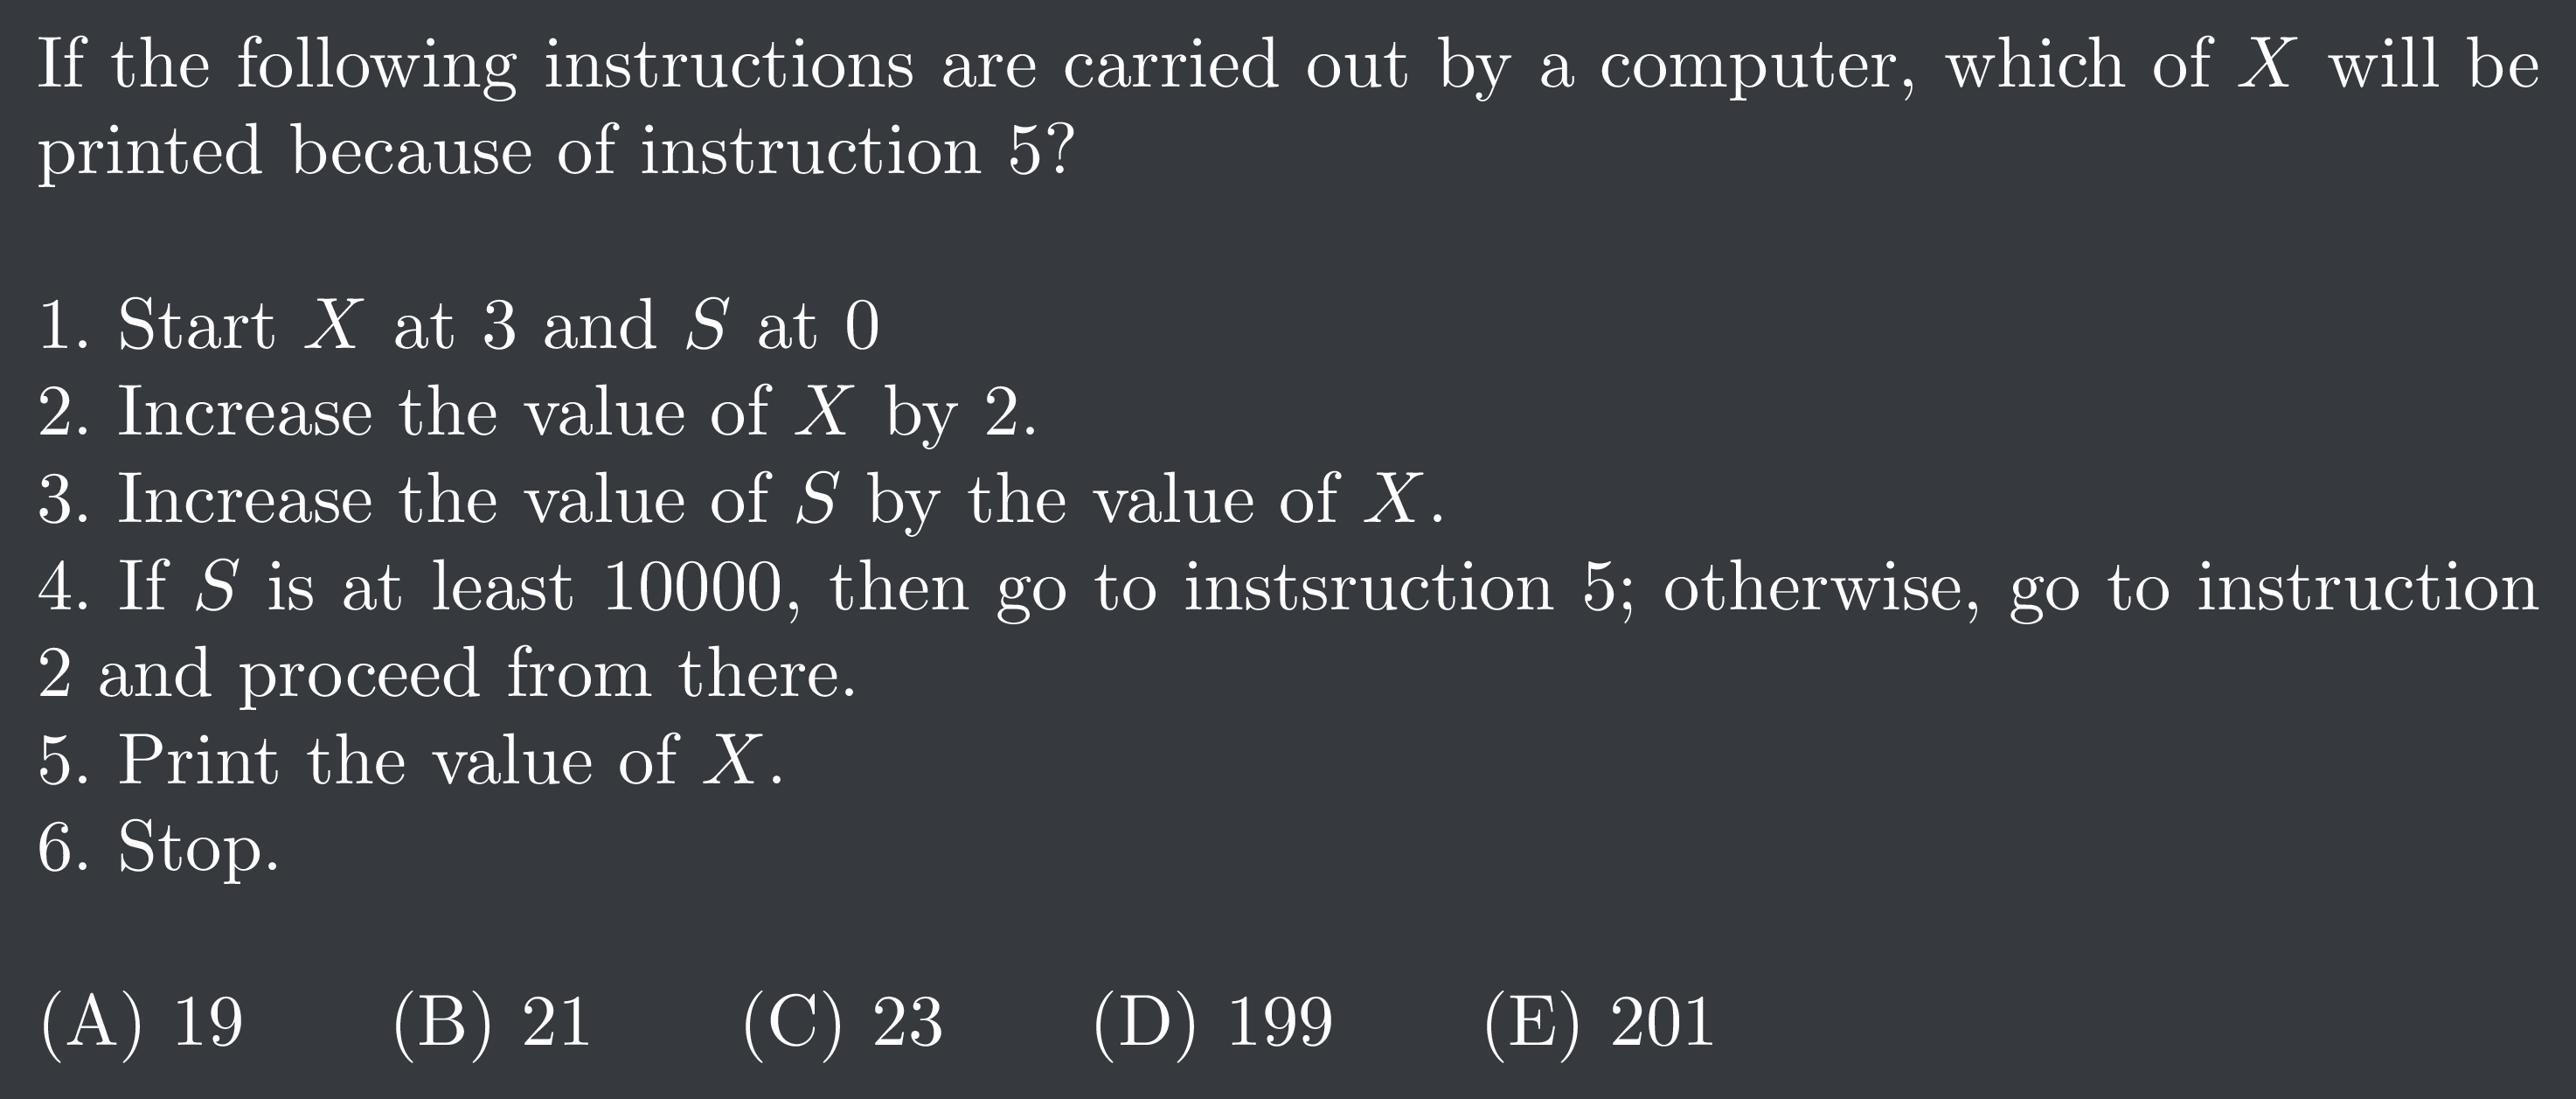 If the following instructions are carried out by a computer, which of X will be
printed because of instruction 5?
1. Start X at 3 and S at 0
2. Increase the value of X by 2.
3. Increase the value of S by the value of X.
4. If S is at least 10000, then go to instsruction 5; otherwise, go to instruction
2 and proceed from there.
5. Print the value of X.
6. Stop.
(A) 19 (B) 21 (C) 23 (D) 199 (E) 201